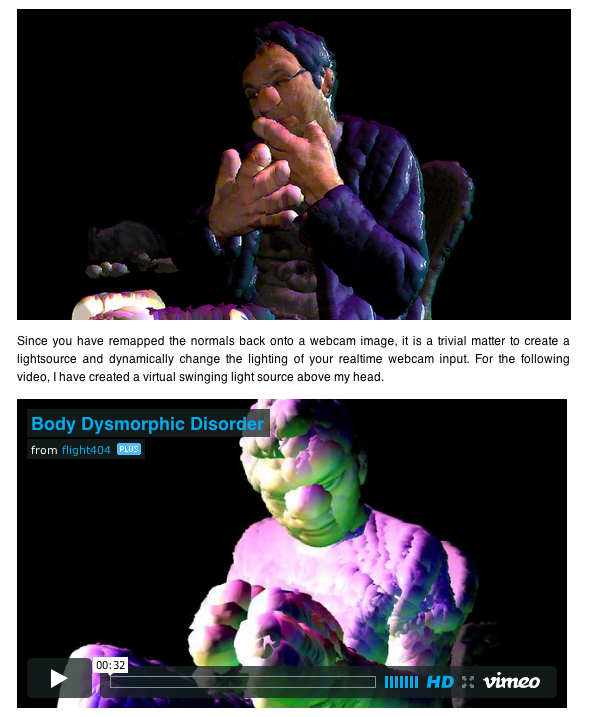 Since you have remapped the normals back onto a webcam image, it is a trivial matter to create a
lightsource and dynamically change the lighting of your realtime webcam input. For the following
video, I have created a virtual swinging light source above my head.
Body Dysmorphic Disorder
from flight404 PLUS
00:32
HD vimeo